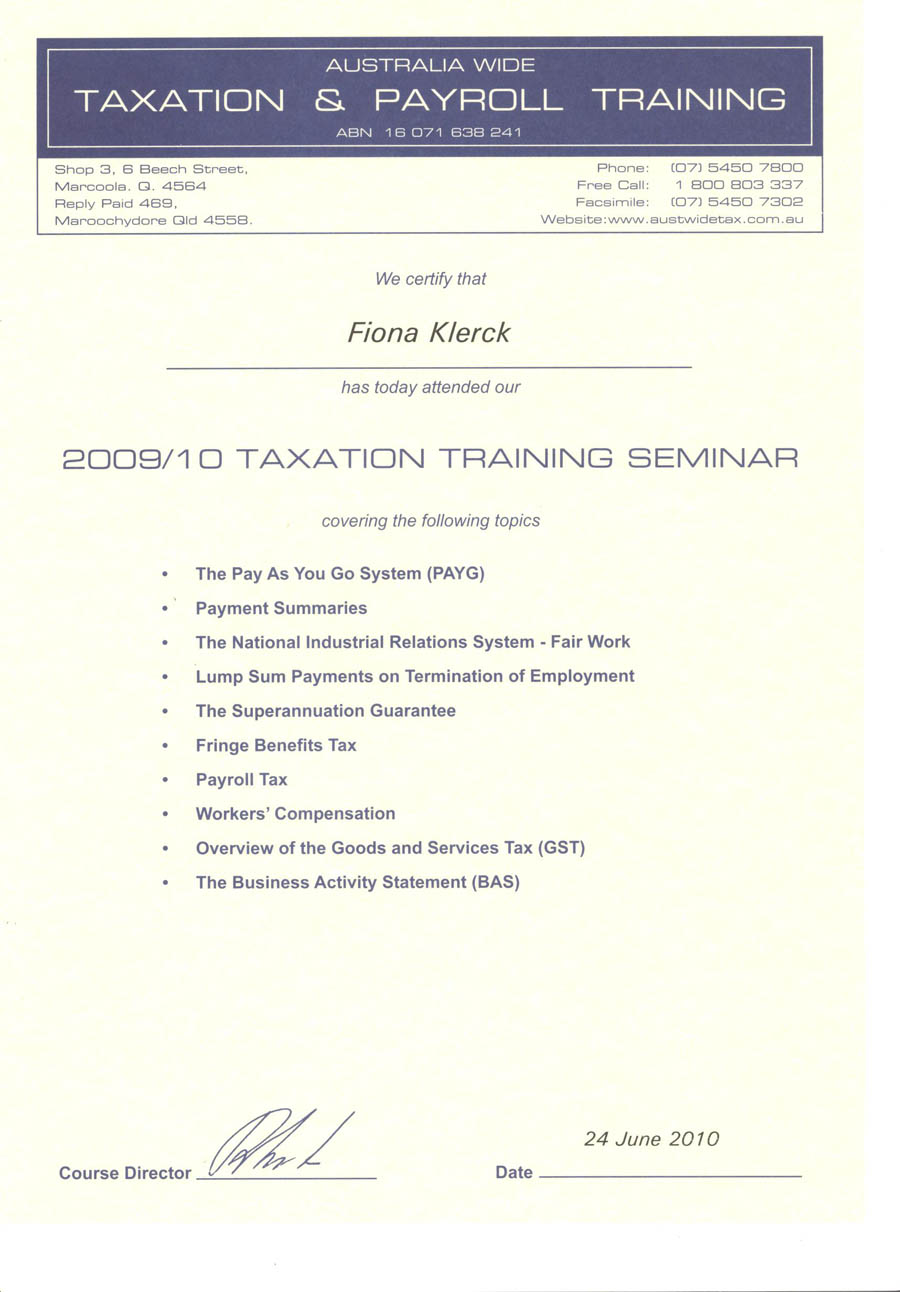 AUSTRALIA WIDE
TAXATION & PAYROLL TRAINING
ABN 16 071 638 241
Shop 3, 6 Beech Street,
Marcoola. Q. 4564
Reply Paid 469,
Maroochydore Qld 4558.
Phone: (07) 5450 7800
Free Call: 1 800 803 337
Facsimile: (07) 5450 7302
Website:www.austwidetax.com.au
We certify that
Fiona Klerck
has today attended our
2009/10 TAXATION TRAINING SEMINAR
covering the following topics
• The Pay As You Go System (PAYG)
• Payment Summaries
• The National Industrial Relations System - Fair Work
• Lump Sum Payments on Termination of Employment
• The Superannuation Guarantee
• Fringe Benefits Tax
• Payroll Tax
• Workers' Compensation
• Overview of the Goods and Services Tax (GST)
• The Business Activity Statement (BAS)
Course Director
Date 24 June 2010